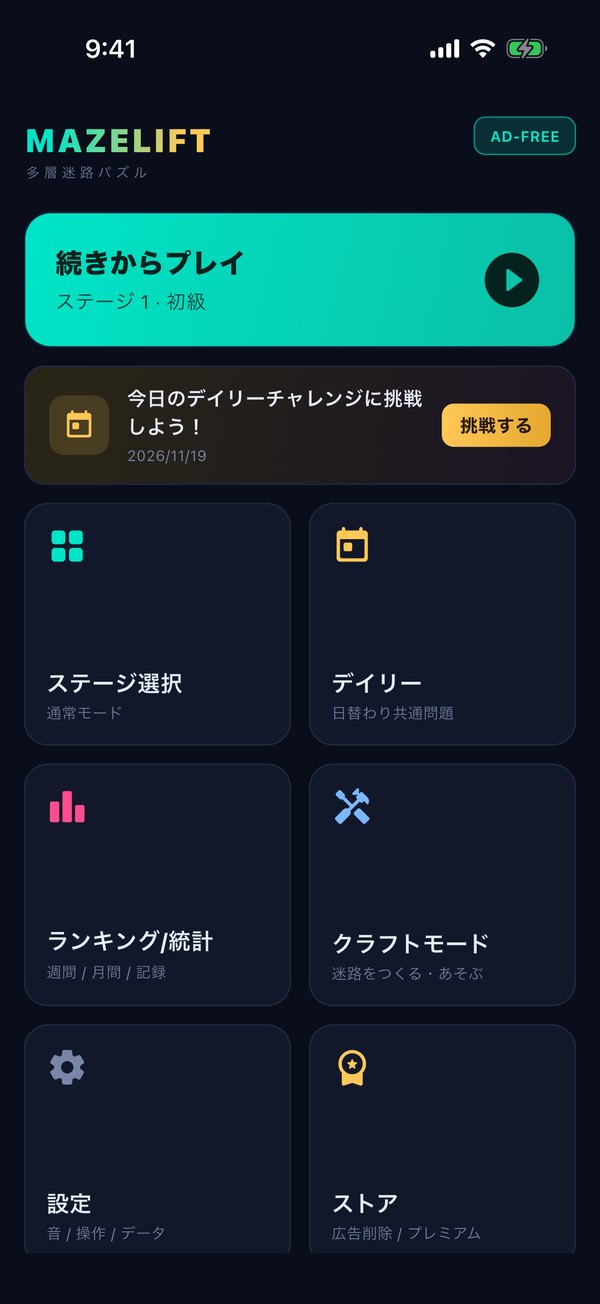 9:41
MAZELIFT
AD-FREE
多層迷路パズル
続きからプレイ
ステージ 1 · 初級
今日のデイリーチャレンジに挑戦
しよう！
2026/11/19
挑戦する
ステージ選択
通常モード
デイリー
日替わり共通問題
ランキング/統計
週間 / 月間 / 記録
クラフトモード
迷路をつくる・あそぶ
設定
音 / 操作 / データ
ストア
広告削除 / プレミアム